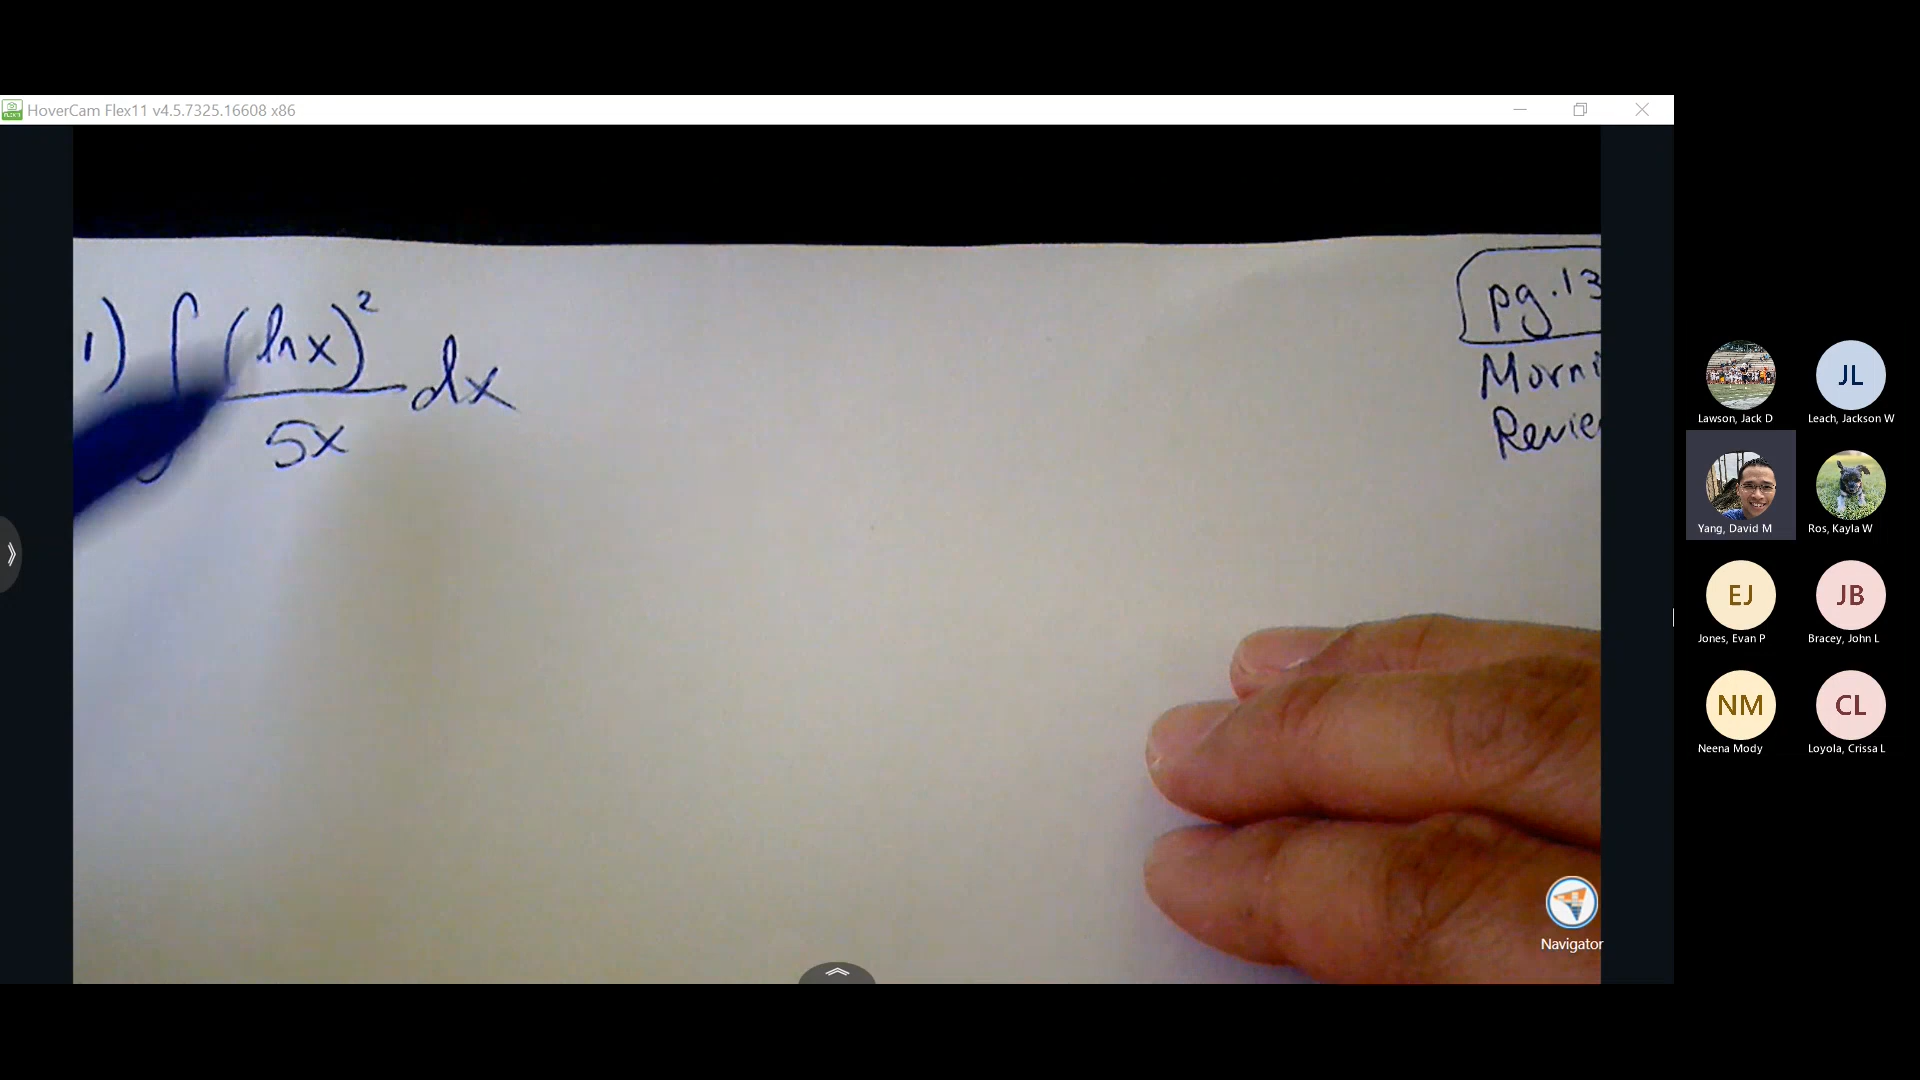 HoverCam Flex11 v4.5.7325.16608 x86
1) ∫ (ln x)² / 5x dx
pg. 13
Morni
Revie
Lawson, Jack D
JL
Leach, Jackson W
Yang, David M
Ros, Kayla W
EJ
Jones, Evan P
JB
Bracey, John L
NM
Neena Mody
CL
Loyola, Crissa L
Navigator